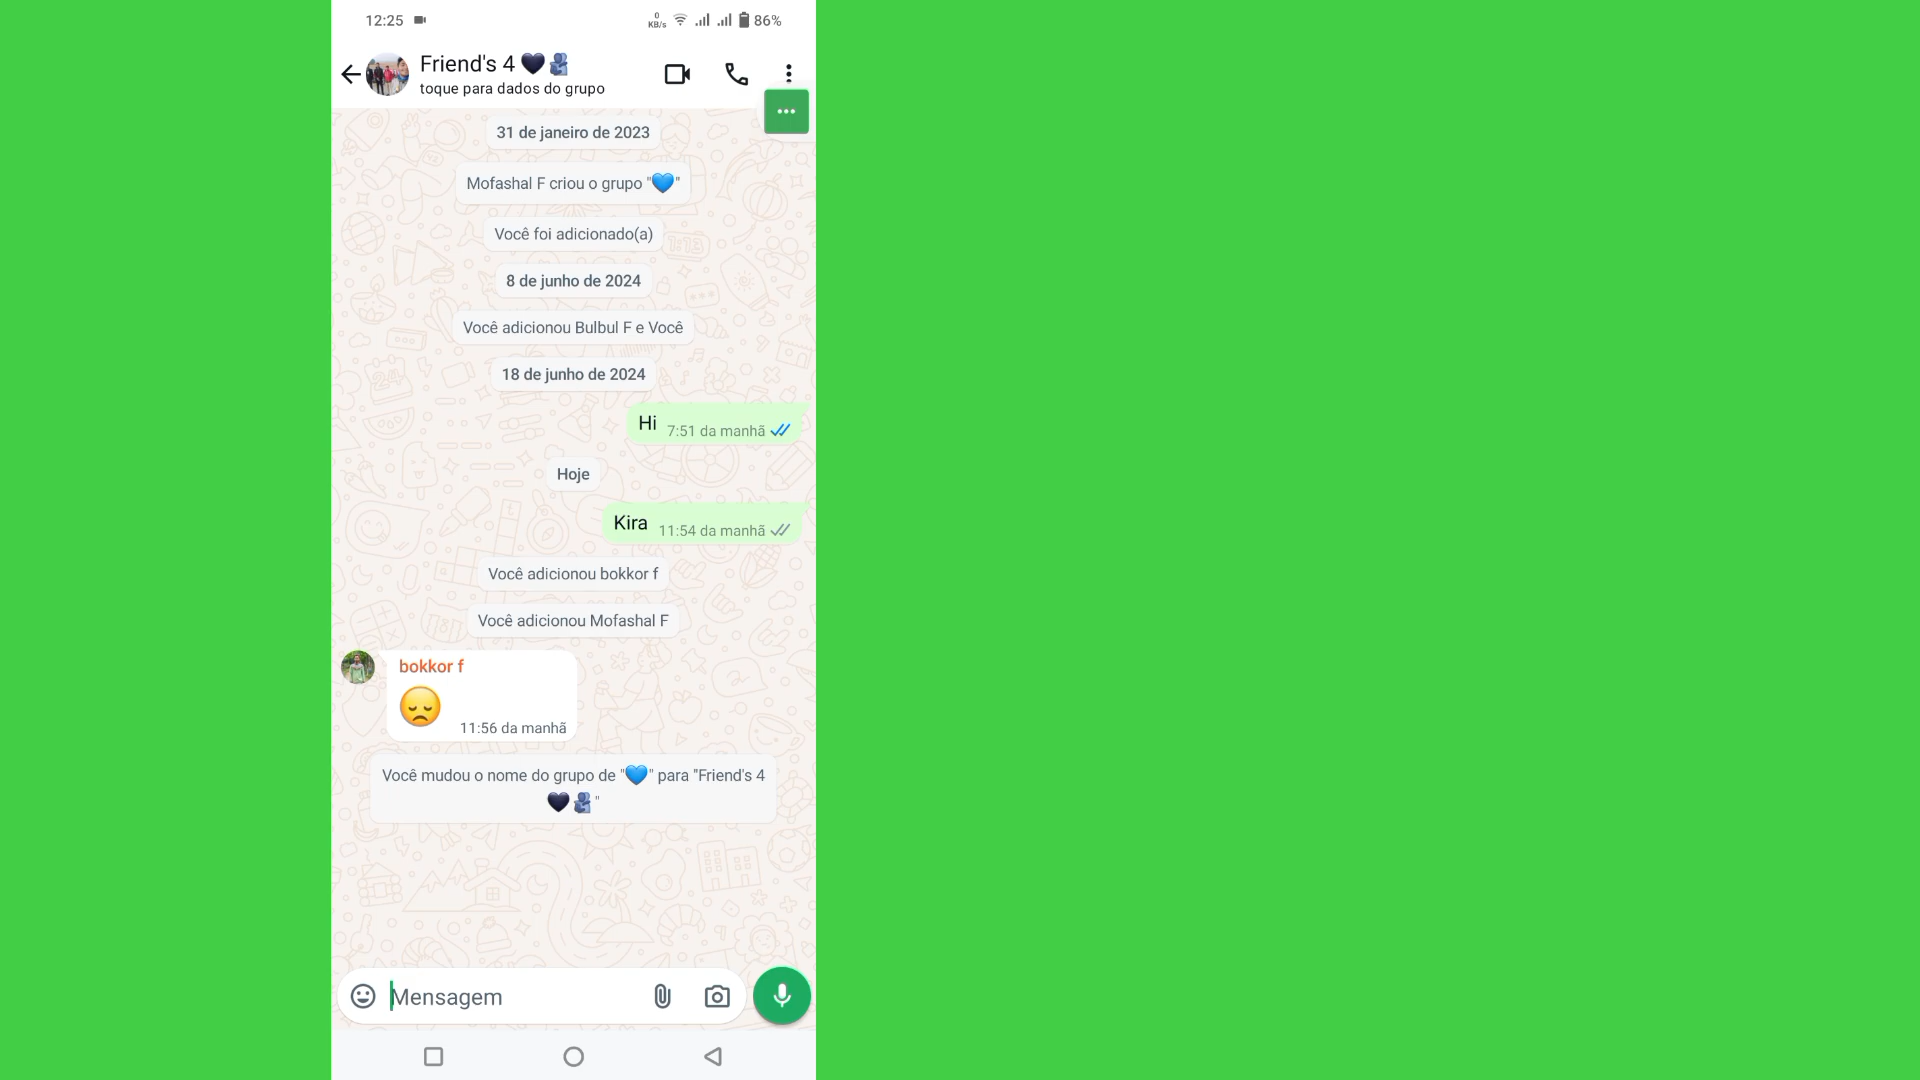 12:25 0 KB/s 86%
Friend's 4 🖤🫂
toque para dados do grupo
31 de janeiro de 2023
Mofashal F criou o grupo "💙"
Você foi adicionado(a)
8 de junho de 2024
Você adicionou Bulbul F e Você
18 de junho de 2024
Hi 7:51 da manhã
Hoje
Kira 11:54 da manhã
Você adicionou bokkor f
Você adicionou Mofashal F
bokkor f
😞 11:56 da manhã
Você mudou o nome do grupo de "💙" para "Friend's 4
🖤🫂"
Mensagem